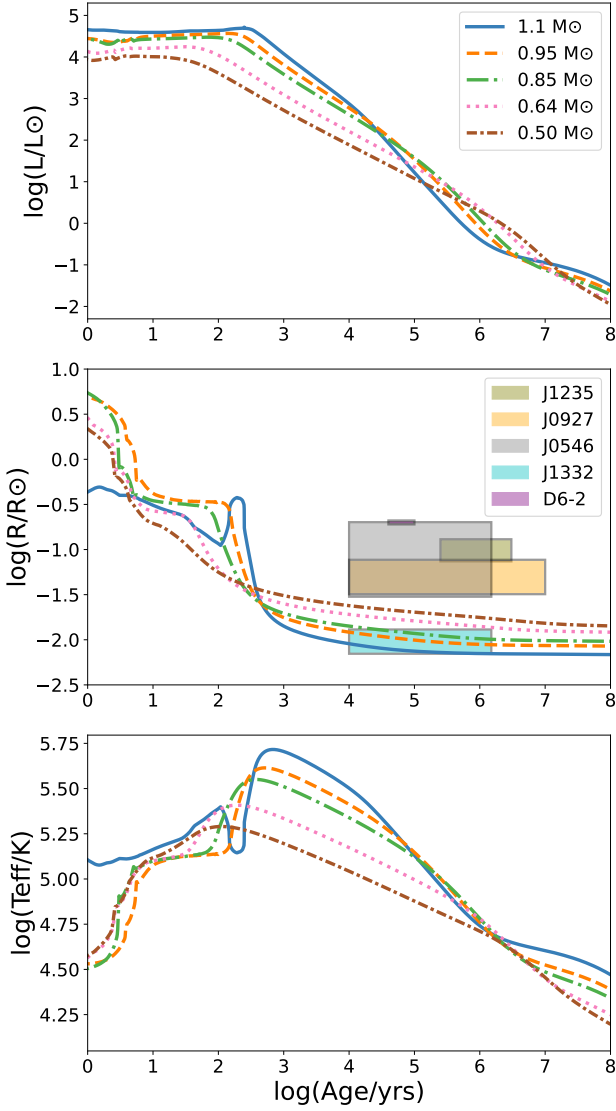 log(L/L⊙)
5
4
3
2
1
0
−1
−2
0 1 2 3 4 5 6 7 8
1.1 M⊙
0.95 M⊙
0.85 M⊙
0.64 M⊙
0.50 M⊙
log(R/R⊙)
1.0
0.5
0.0
−0.5
−1.0
−1.5
−2.0
−2.5
0 1 2 3 4 5 6 7 8
J1235
J0927
J0546
J1332
D6-2
log(Teff/K)
5.75
5.50
5.25
5.00
4.75
4.50
4.25
0 1 2 3 4 5 6 7 8
log(Age/yrs)